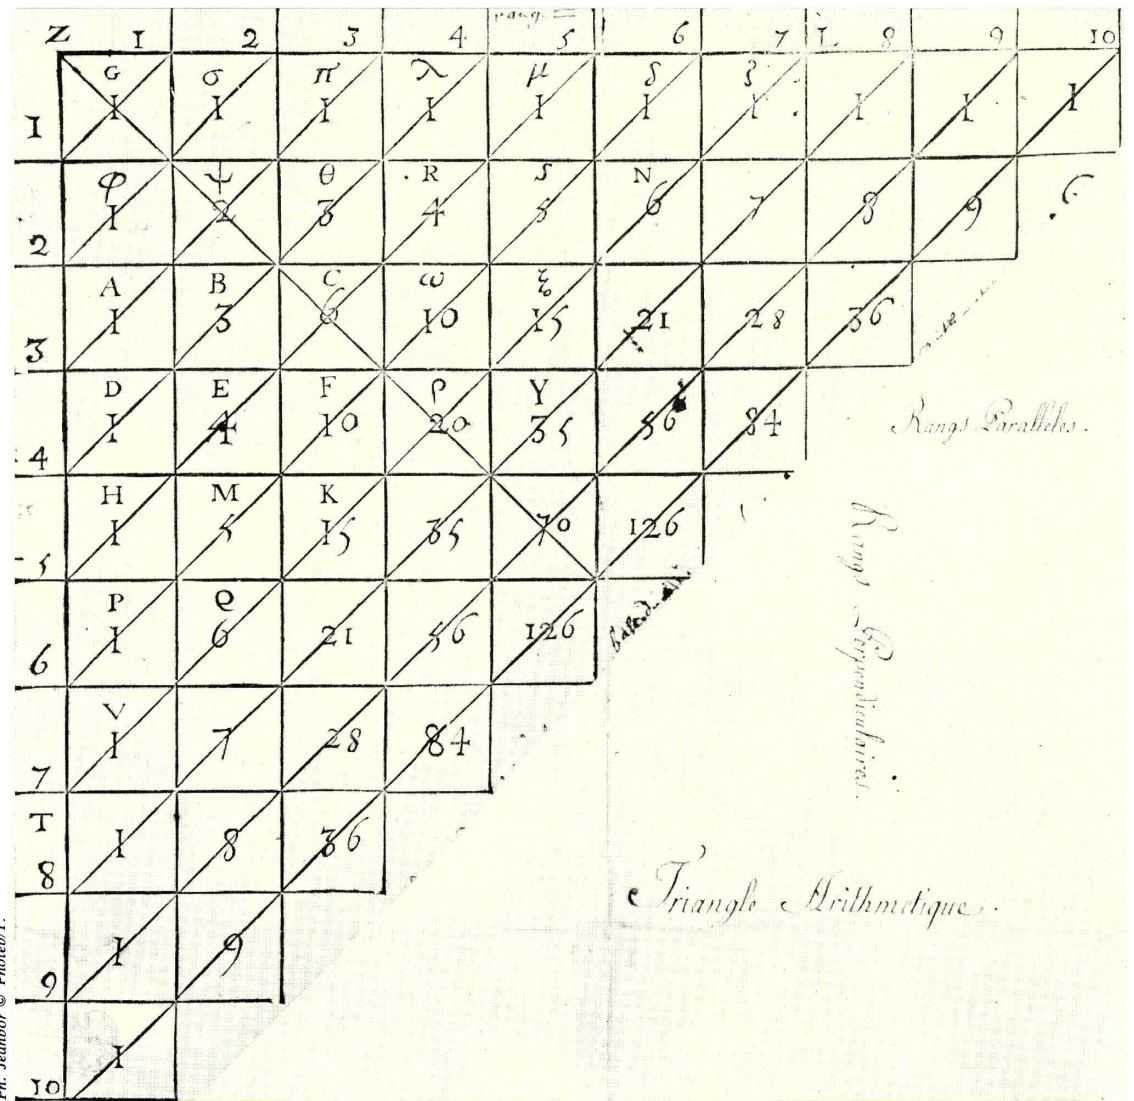 Z 1 2 3 4 5 6 7 L 8 9 10
G σ π λ μ δ ζ
1 1 1 1 1 1 1 1 1 1 1
φ ψ θ R S N
2 1 2 3 4 5 6 7 8 9
A B C ω ξ
3 1 3 6 10 15 21 28 36
D E F ρ Y
4 1 4 10 20 35 56 84
Rangs Paralleles.
H M K
5 1 5 15 35 70 126
Rangs Perpendiculaires.
P Q
6 1 6 21 56 126
V
7 1 7 28 84
T
8 1 8 36
Triangle Arithmetique.
9 1 9
10 1
Ph. Jeanbor © Photeb/T.